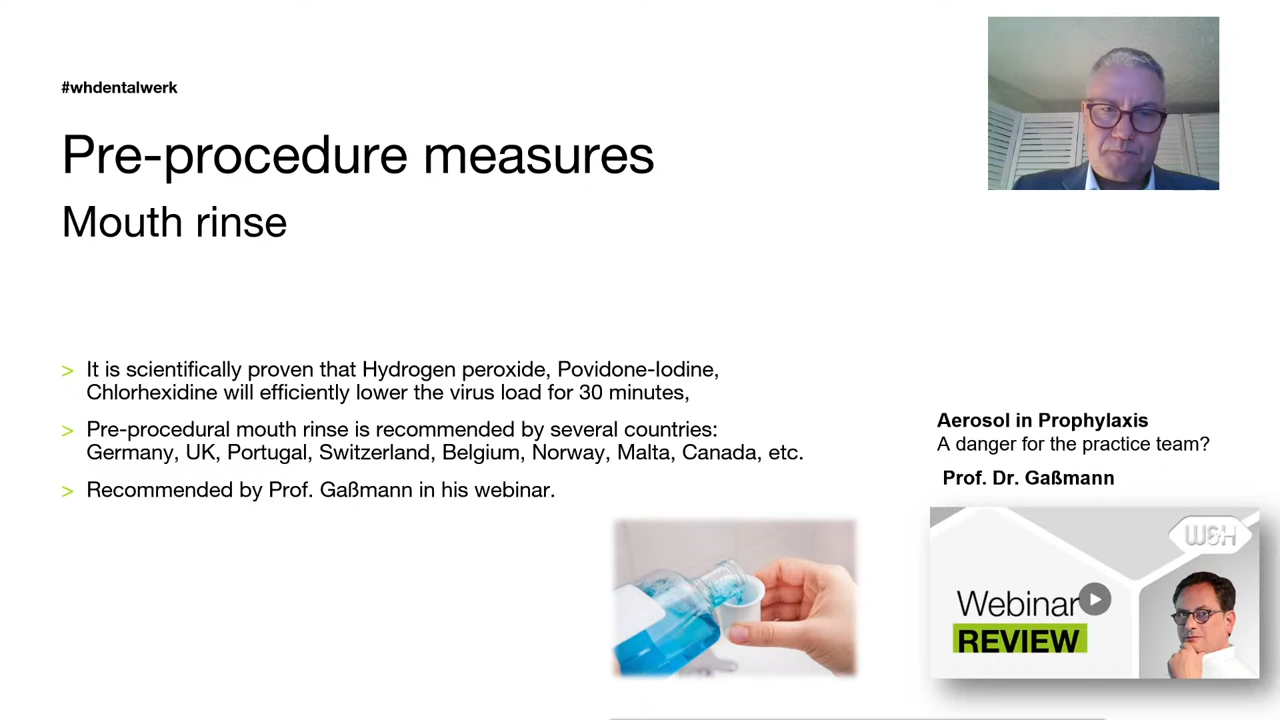 #whdentalwerk
Pre-procedure measures
Mouth rinse
> It is scientifically proven that Hydrogen peroxide, Povidone-Iodine,
Chlorhexidine will efficiently lower the virus load for 30 minutes,
> Pre-procedural mouth rinse is recommended by several countries:
Germany, UK, Portugal, Switzerland, Belgium, Norway, Malta, Canada, etc.
> Recommended by Prof. Gaßmann in his webinar.
Aerosol in Prophylaxis
A danger for the practice team?
Prof. Dr. Gaßmann
W&H
Webinar
REVIEW